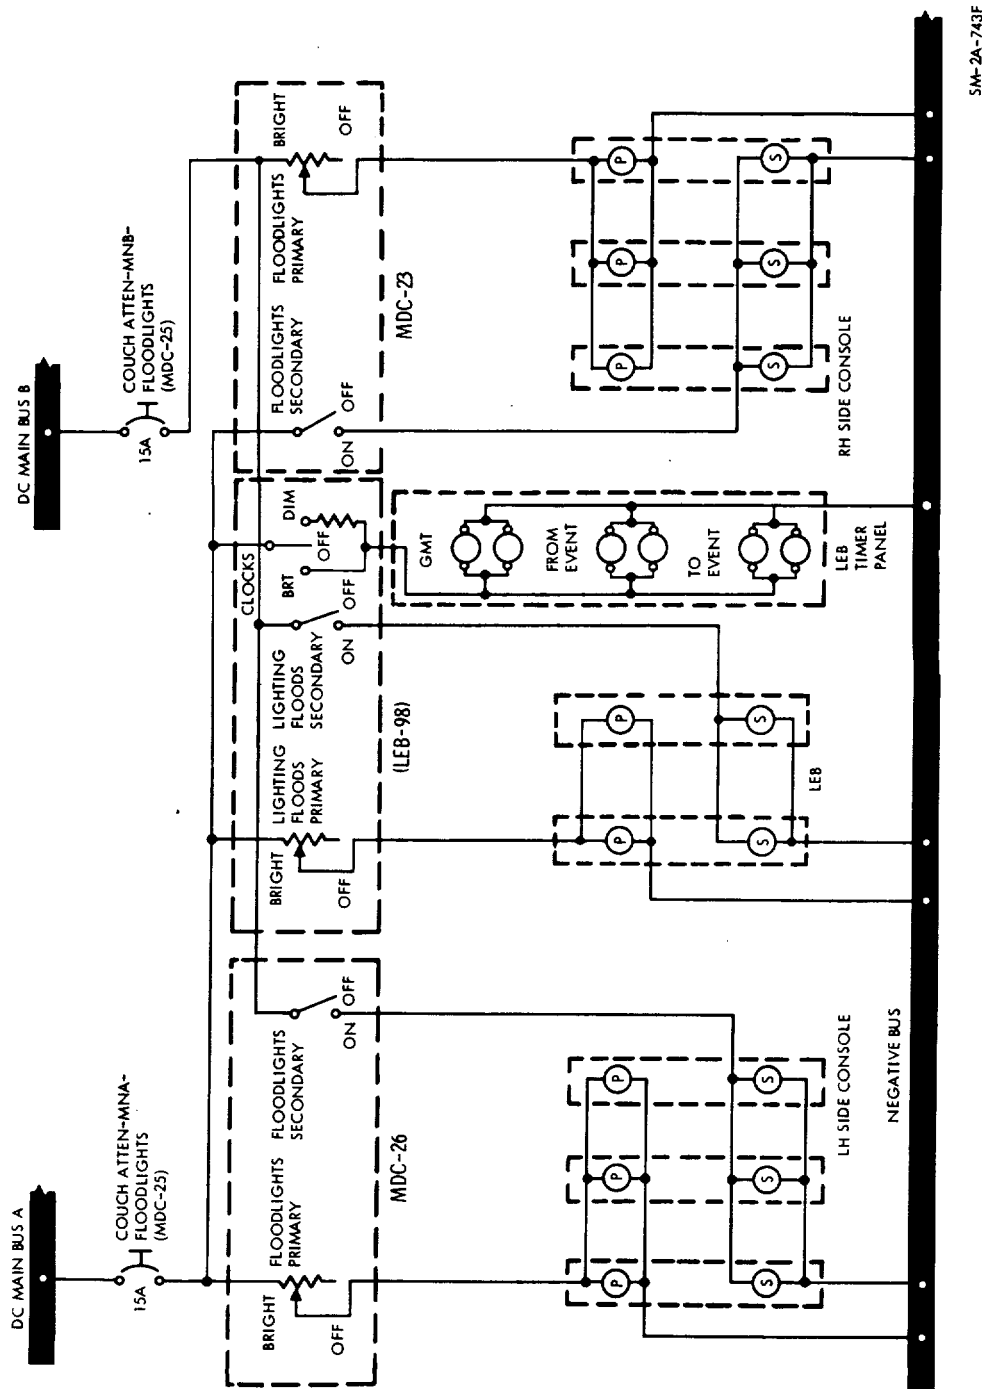 DC MAIN BUS A
COUCH ATTEN-MNA-
FLOODLIGHTS
(MDC-25)
15A
DC MAIN BUS B
COUCH ATTEN-MNB-
FLOODLIGHTS
(MDC-25)
15A
BRIGHT
OFF
FLOODLIGHTS
PRIMARY
FLOODLIGHTS
SECONDARY
ON
OFF
MDC-26
BRIGHT
OFF
LIGHTING
FLOODS
PRIMARY
LIGHTING
FLOODS
SECONDARY
ON
OFF
CLOCKS
BRT
OFF
DIM
(LEB-98)
FLOODLIGHTS
SECONDARY
ON
OFF
FLOODLIGHTS
PRIMARY
BRIGHT
OFF
MDC-23
P
P
P
S
S
S
LH SIDE CONSOLE
P
P
S
S
LEB
GMT
FROM
EVENT
TO
EVENT
LEB
TIMER
PANEL
P
P
P
S
S
S
RH SIDE CONSOLE
NEGATIVE BUS
SM-2A-743F